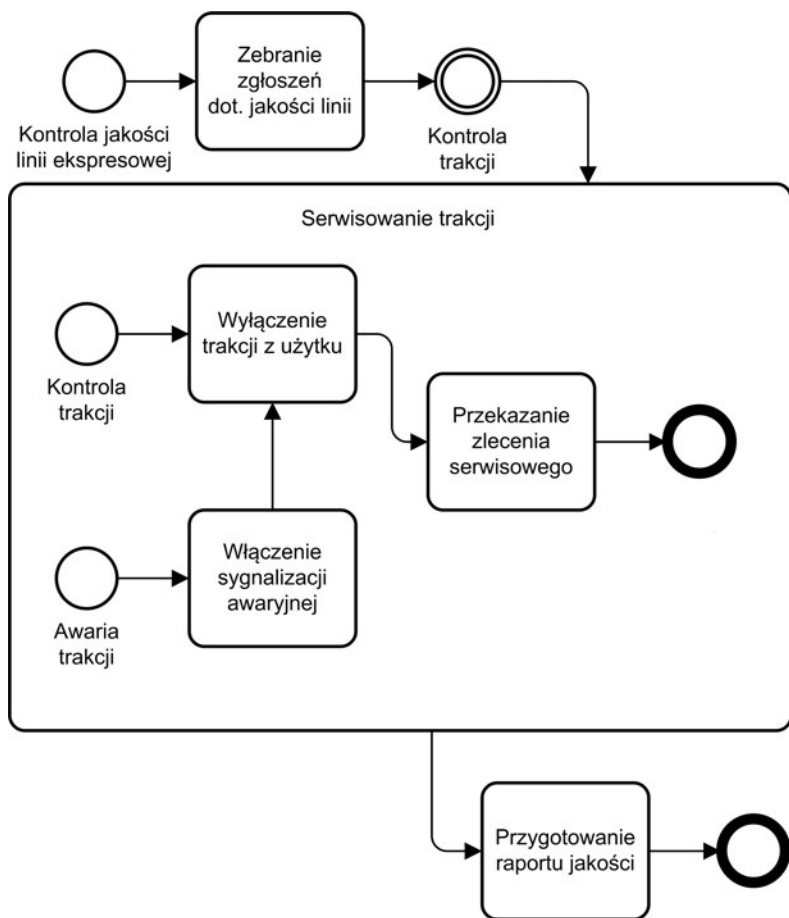 Zebranie
zgłoszeń
dot. jakości linii
Kontrola jakości
linii ekspresowej
Kontrola
trakcji
Serwisowanie trakcji
Wyłączenie
trakcji z użytku
Kontrola
trakcji
Przekazanie
zlecenia
serwisowego
Włączenie
sygnalizacji
awaryjnej
Awaria
trakcji
Przygotowanie
raportu jakości